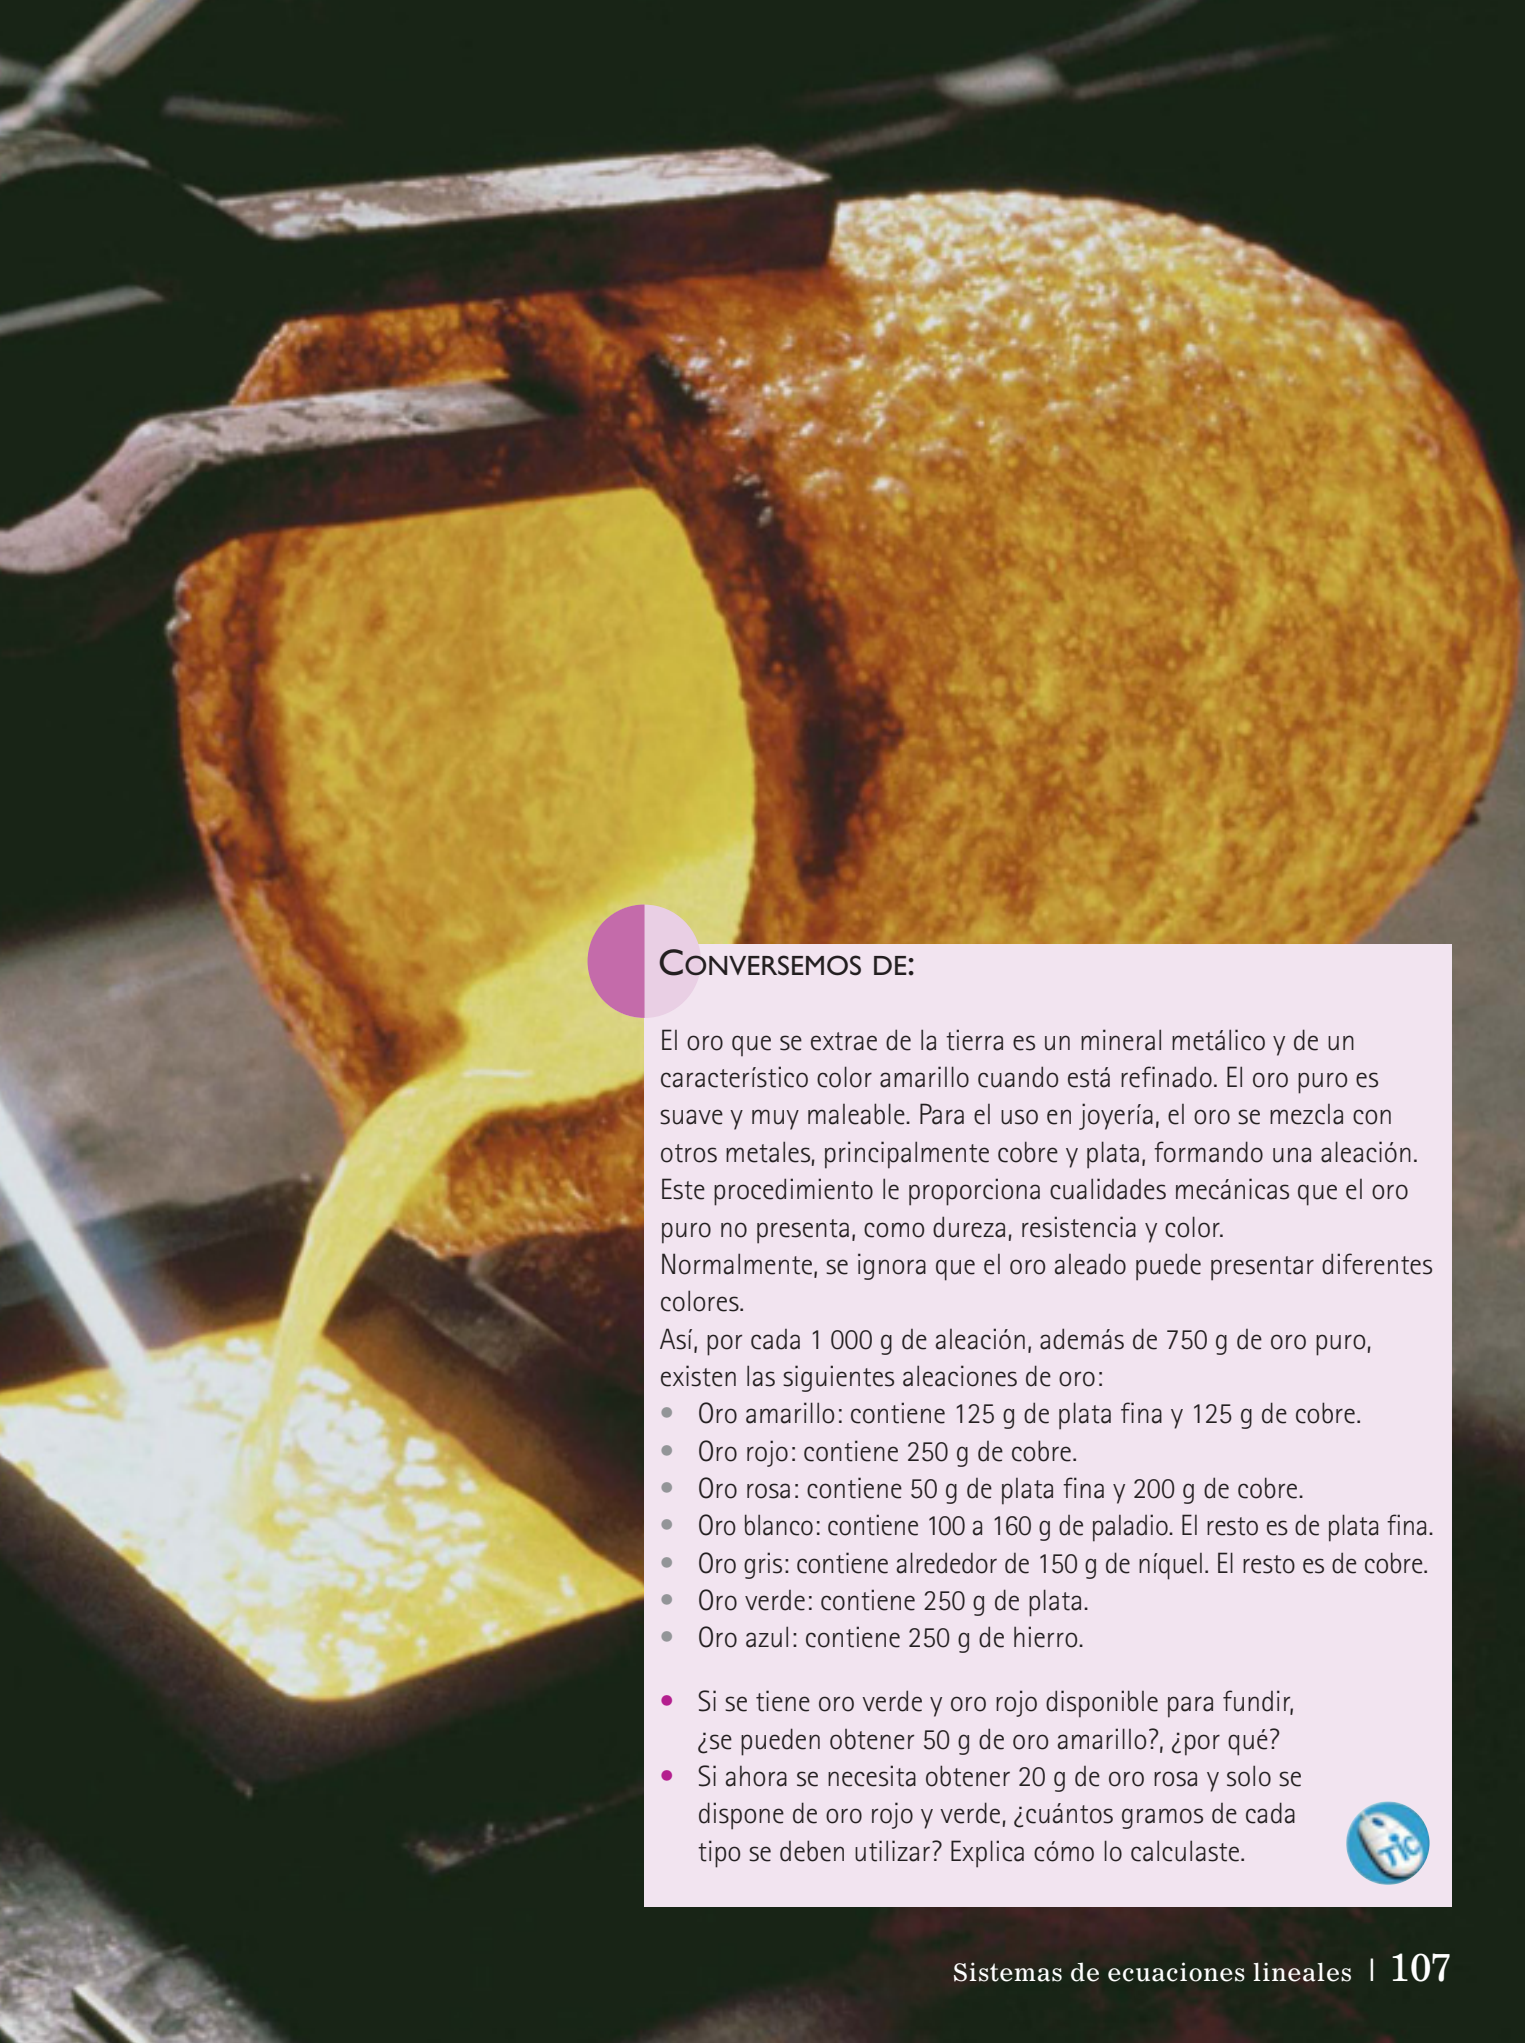 CONVERSEMOS DE:
El oro que se extrae de la tierra es un mineral metálico y de un
característico color amarillo cuando está refinado. El oro puro es
suave y muy maleable. Para el uso en joyería, el oro se mezcla con
otros metales, principalmente cobre y plata, formando una aleación.
Este procedimiento le proporciona cualidades mecánicas que el oro
puro no presenta, como dureza, resistencia y color.
Normalmente, se ignora que el oro aleado puede presentar diferentes
colores.
Así, por cada 1 000 g de aleación, además de 750 g de oro puro,
existen las siguientes aleaciones de oro:
• Oro amarillo: contiene 125 g de plata fina y 125 g de cobre.
• Oro rojo: contiene 250 g de cobre.
• Oro rosa: contiene 50 g de plata fina y 200 g de cobre.
• Oro blanco: contiene 100 a 160 g de paladio. El resto es de plata fina.
• Oro gris: contiene alrededor de 150 g de níquel. El resto es de cobre.
• Oro verde: contiene 250 g de plata.
• Oro azul: contiene 250 g de hierro.
• Si se tiene oro verde y oro rojo disponible para fundir,
¿se pueden obtener 50 g de oro amarillo?, ¿por qué?
• Si ahora se necesita obtener 20 g de oro rosa y solo se
dispone de oro rojo y verde, ¿cuántos gramos de cada
tipo se deben utilizar? Explica cómo lo calculaste.
TIC
Sistemas de ecuaciones lineales | 107